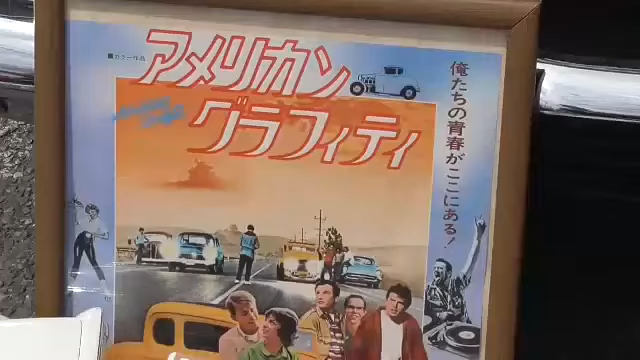 ■カラー作品
アメリカン
グラフィティ
俺たちの青春がここにある!